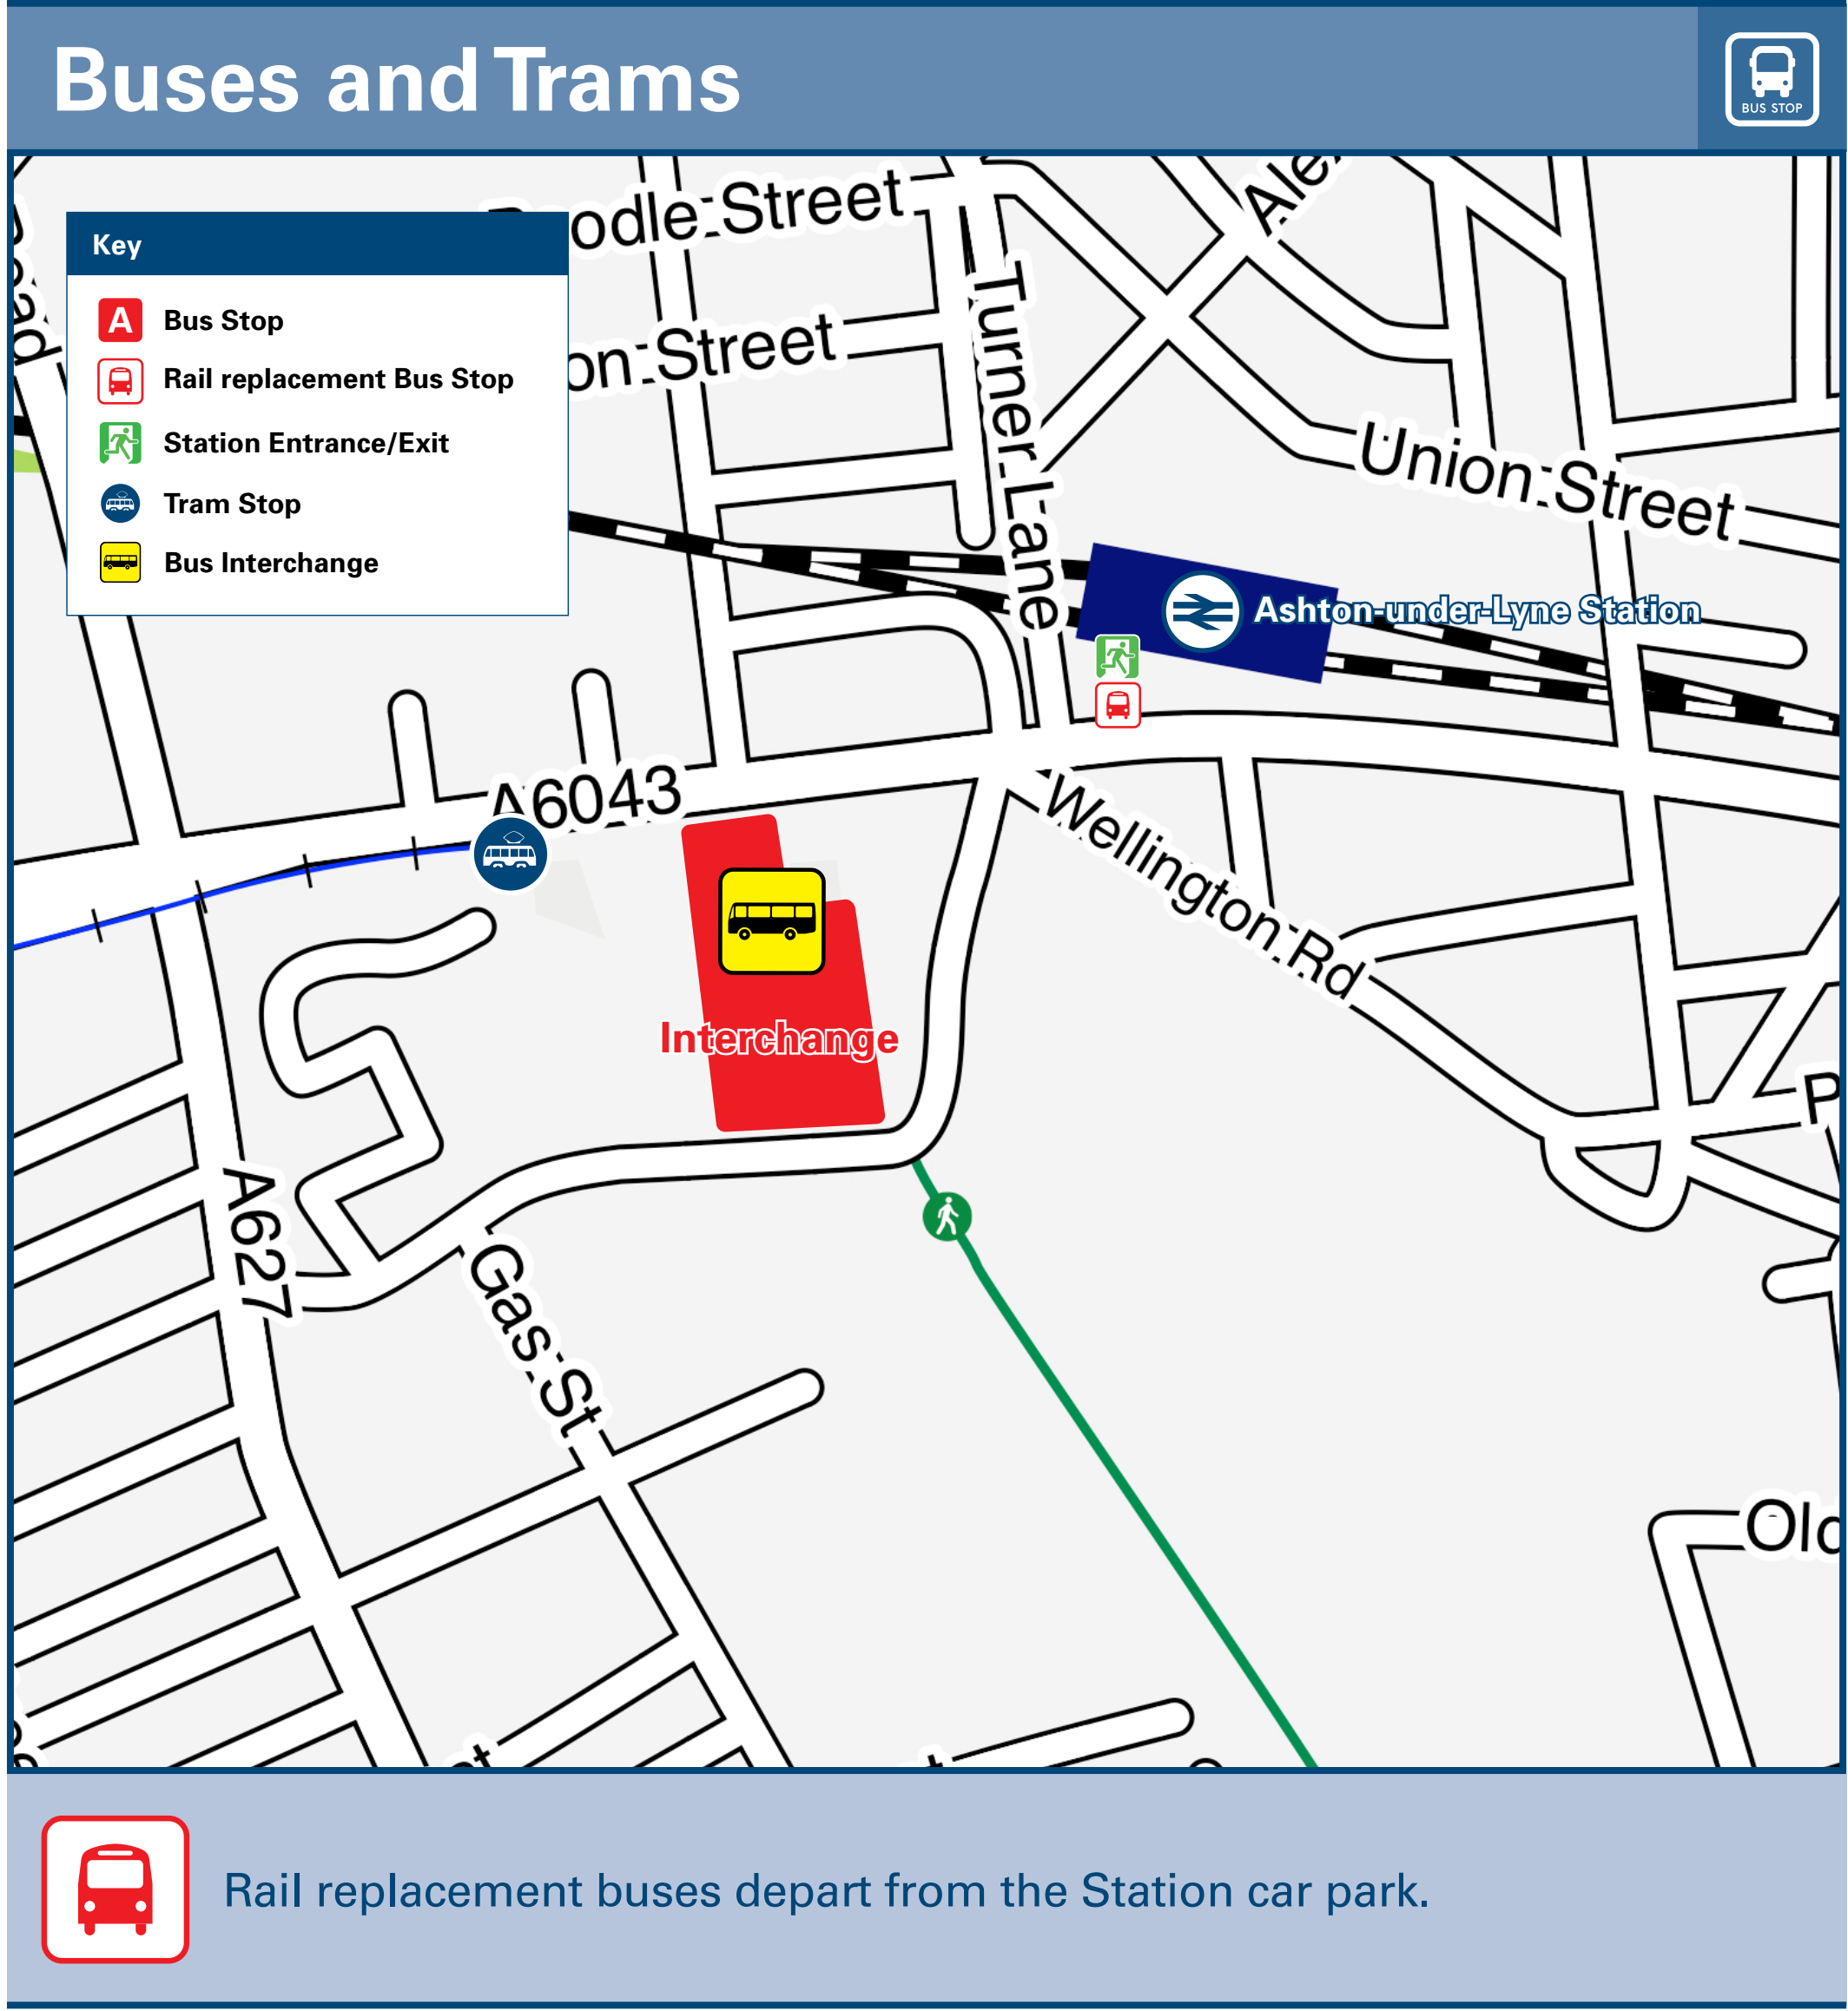 Buses and Trams
BUS STOP
Key
A Bus Stop
Rail replacement Bus Stop
Station Entrance/Exit
Tram Stop
Bus Interchange
Street
Street
Turner Lane
Union Street
Ashton-under-Lyne Station
A6043
Wellington Rd
Interchange
A627
Gas St
Rail replacement buses depart from the Station car park.